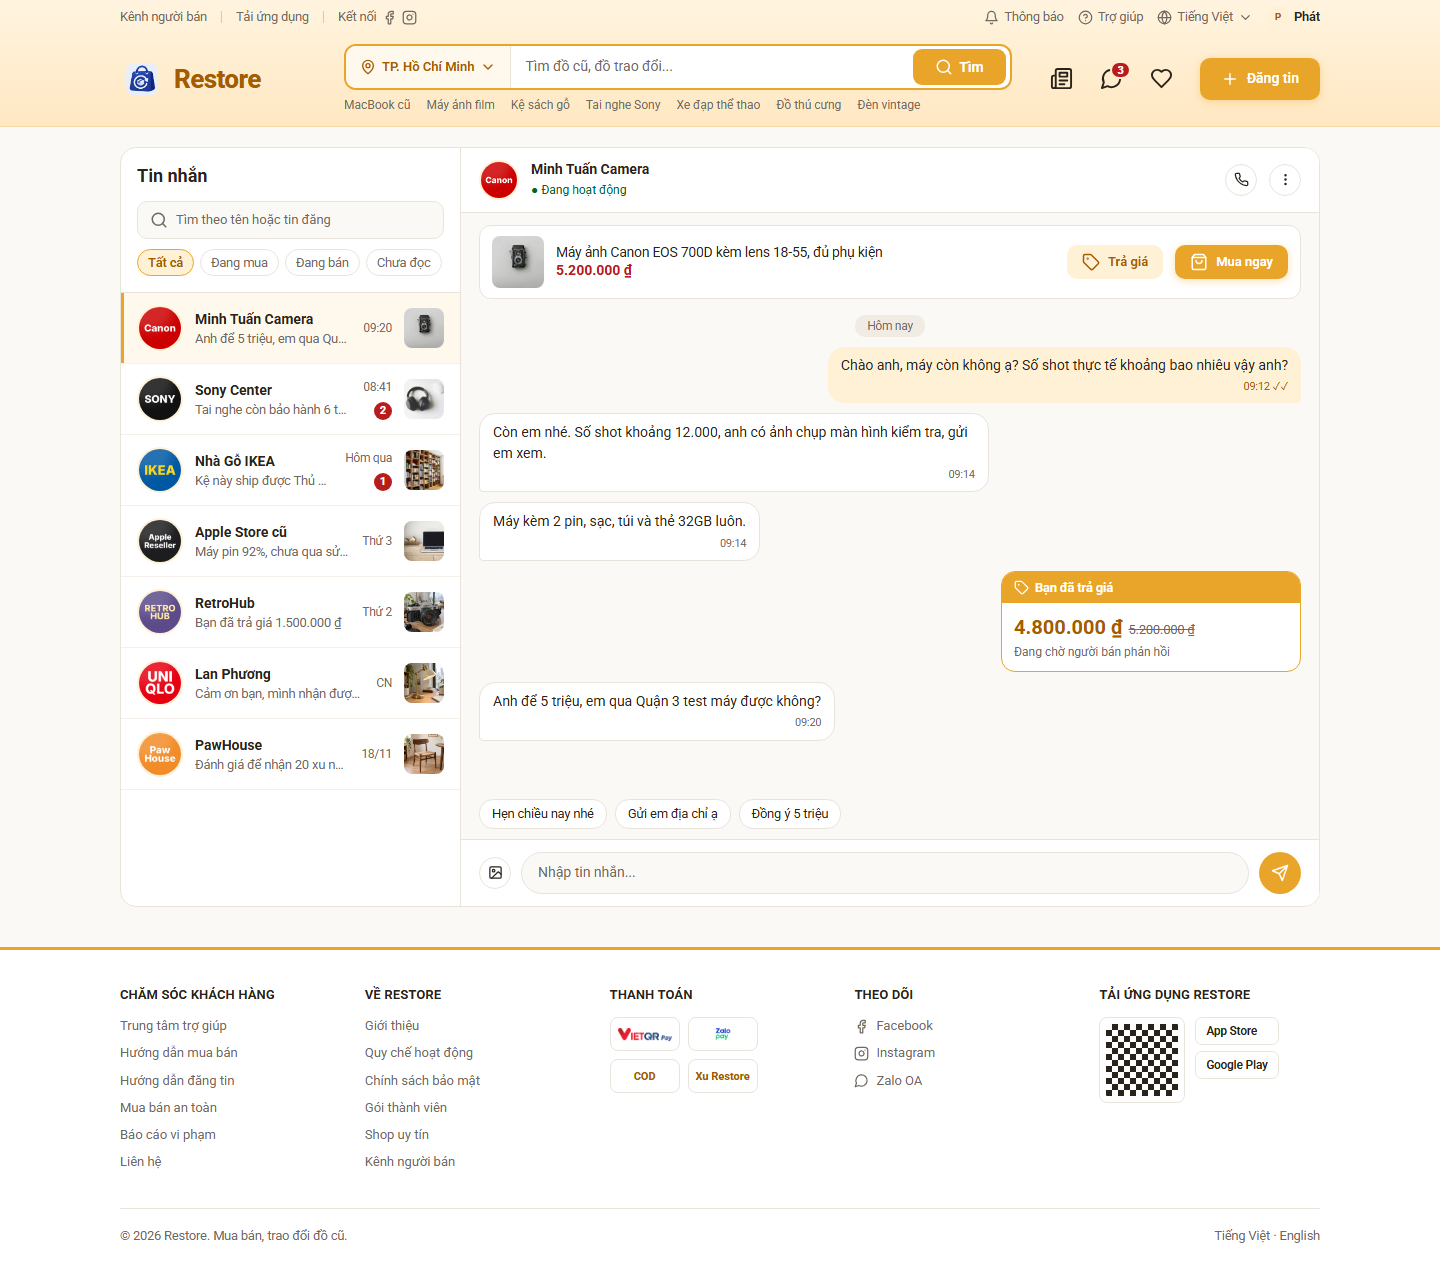 Kênh người bán
Tải ứng dụng
Kết nối
Thông báo
Trợ giúp
Tiếng Việt
P
Phát
Restore
TP. Hồ Chí Minh
Tìm đồ cũ, đồ trao đổi...
Tìm
3
Đăng tin
MacBook cũ
Máy ảnh film
Kệ sách gỗ
Tai nghe Sony
Xe đạp thể thao
Đồ thú cưng
Đèn vintage
Tin nhắn
Tìm theo tên hoặc tin đăng
Tất cả
Đang mua
Đang bán
Chưa đọc
Canon
Minh Tuấn Camera
Anh để 5 triệu, em qua Qu...
09:20
SONY
Sony Center
Tai nghe còn bảo hành 6 t...
08:41
2
IKEA
Nhà Gỗ IKEA
Kệ này ship được Thủ ...
Hôm qua
1
Apple
Reseller
Apple Store cũ
Máy pin 92%, chưa qua sử...
Thứ 3
RETRO
HUB
RetroHub
Bạn đã trả giá 1.500.000 ₫
Thứ 2
UNI
QLO
Lan Phương
Cảm ơn bạn, mình nhận đượ...
CN
Paw
House
PawHouse
Đánh giá để nhận 20 xu n...
18/11
Canon
Minh Tuấn Camera
● Đang hoạt động
Máy ảnh Canon EOS 700D kèm lens 18-55, đủ phụ kiện
5.200.000 ₫
Trả giá
Mua ngay
Hôm nay
Chào anh, máy còn không ạ? Số shot thực tế khoảng bao nhiêu vậy anh?
09:12 ✓✓
Còn em nhé. Số shot khoảng 12.000, anh có ảnh chụp màn hình kiểm tra, gửi
em xem.
09:14
Máy kèm 2 pin, sạc, túi và thẻ 32GB luôn.
09:14
Bạn đã trả giá
4.800.000 ₫ 5.200.000 ₫
Đang chờ người bán phản hồi
Anh để 5 triệu, em qua Quận 3 test máy được không?
09:20
Hẹn chiều nay nhé
Gửi em địa chỉ ạ
Đồng ý 5 triệu
Nhập tin nhắn...
CHĂM SÓC KHÁCH HÀNG
Trung tâm trợ giúp
Hướng dẫn mua bán
Hướng dẫn đăng tin
Mua bán an toàn
Báo cáo vi phạm
Liên hệ
VỀ RESTORE
Giới thiệu
Quy chế hoạt động
Chính sách bảo mật
Gói thành viên
Shop uy tín
Kênh người bán
THANH TOÁN
VIETQR Pay
Zalo
pay
COD
Xu Restore
THEO DÕI
Facebook
Instagram
Zalo OA
TẢI ỨNG DỤNG RESTORE
App Store
Google Play
© 2026 Restore. Mua bán, trao đổi đồ cũ.
Tiếng Việt · English